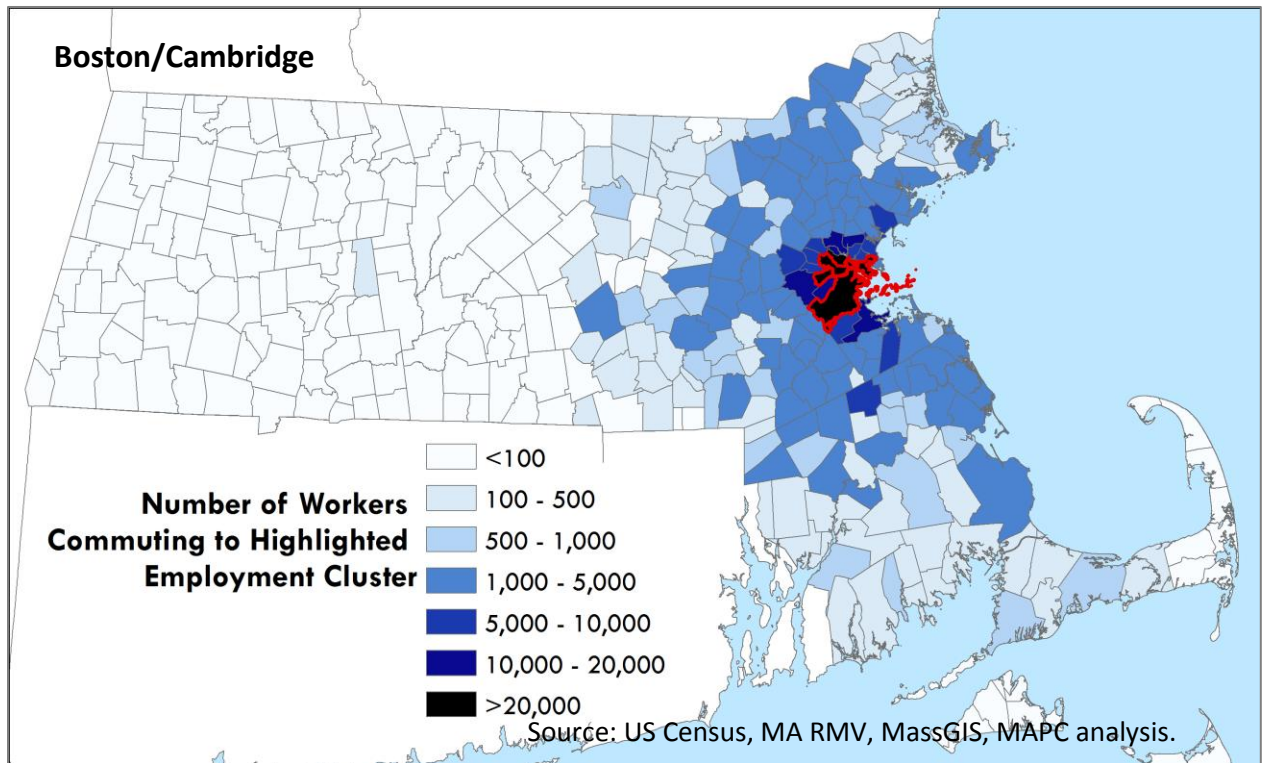 Boston/Cambridge
Number of Workers
Commuting to Highlighted
Employment Cluster
<100
100 - 500
500 - 1,000
1,000 - 5,000
5,000 - 10,000
10,000 - 20,000
>20,000
Source: US Census, MA RMV, MassGIS, MAPC analysis.